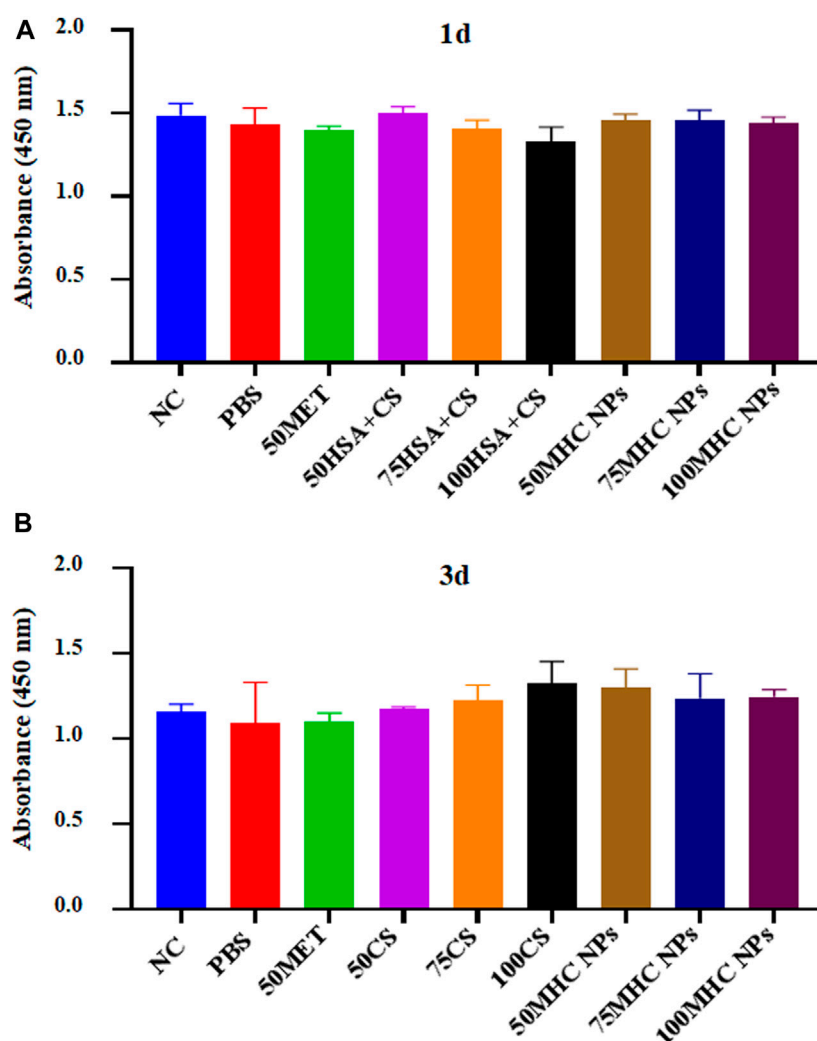 A
1d
Absorbance (450 nm)
2.0
1.5
1.0
0.5
0.0
NC
PBS
50MET
50HSA+CS
75HSA+CS
100HSA+CS
50MHC NPs
75MHC NPs
100MHC NPs
B
3d
Absorbance (450 nm)
2.0
1.5
1.0
0.5
0.0
NC
PBS
50MET
50CS
75CS
100CS
50MHC NPs
75MHC NPs
100MHC NPs